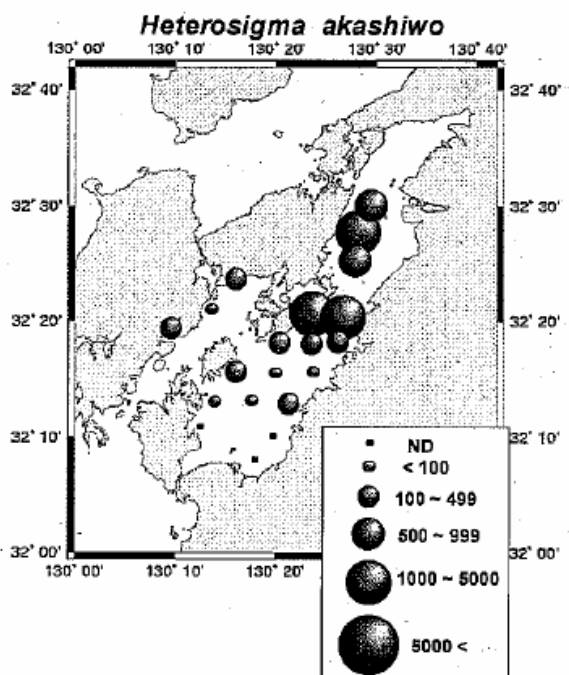 Heterosigma akashiwo
130° 00' 130° 10' 130° 20' 130° 30' 130° 40'
32° 40' 32° 40'
32° 30' 32° 30'
32° 20' 32° 20'
32° 10' 32° 10'
32° 00' 32° 00'
130° 00' 130° 10' 130° 20'
ND
< 100
100 ~ 499
500 ~ 999
1000 ~ 5000
5000 <